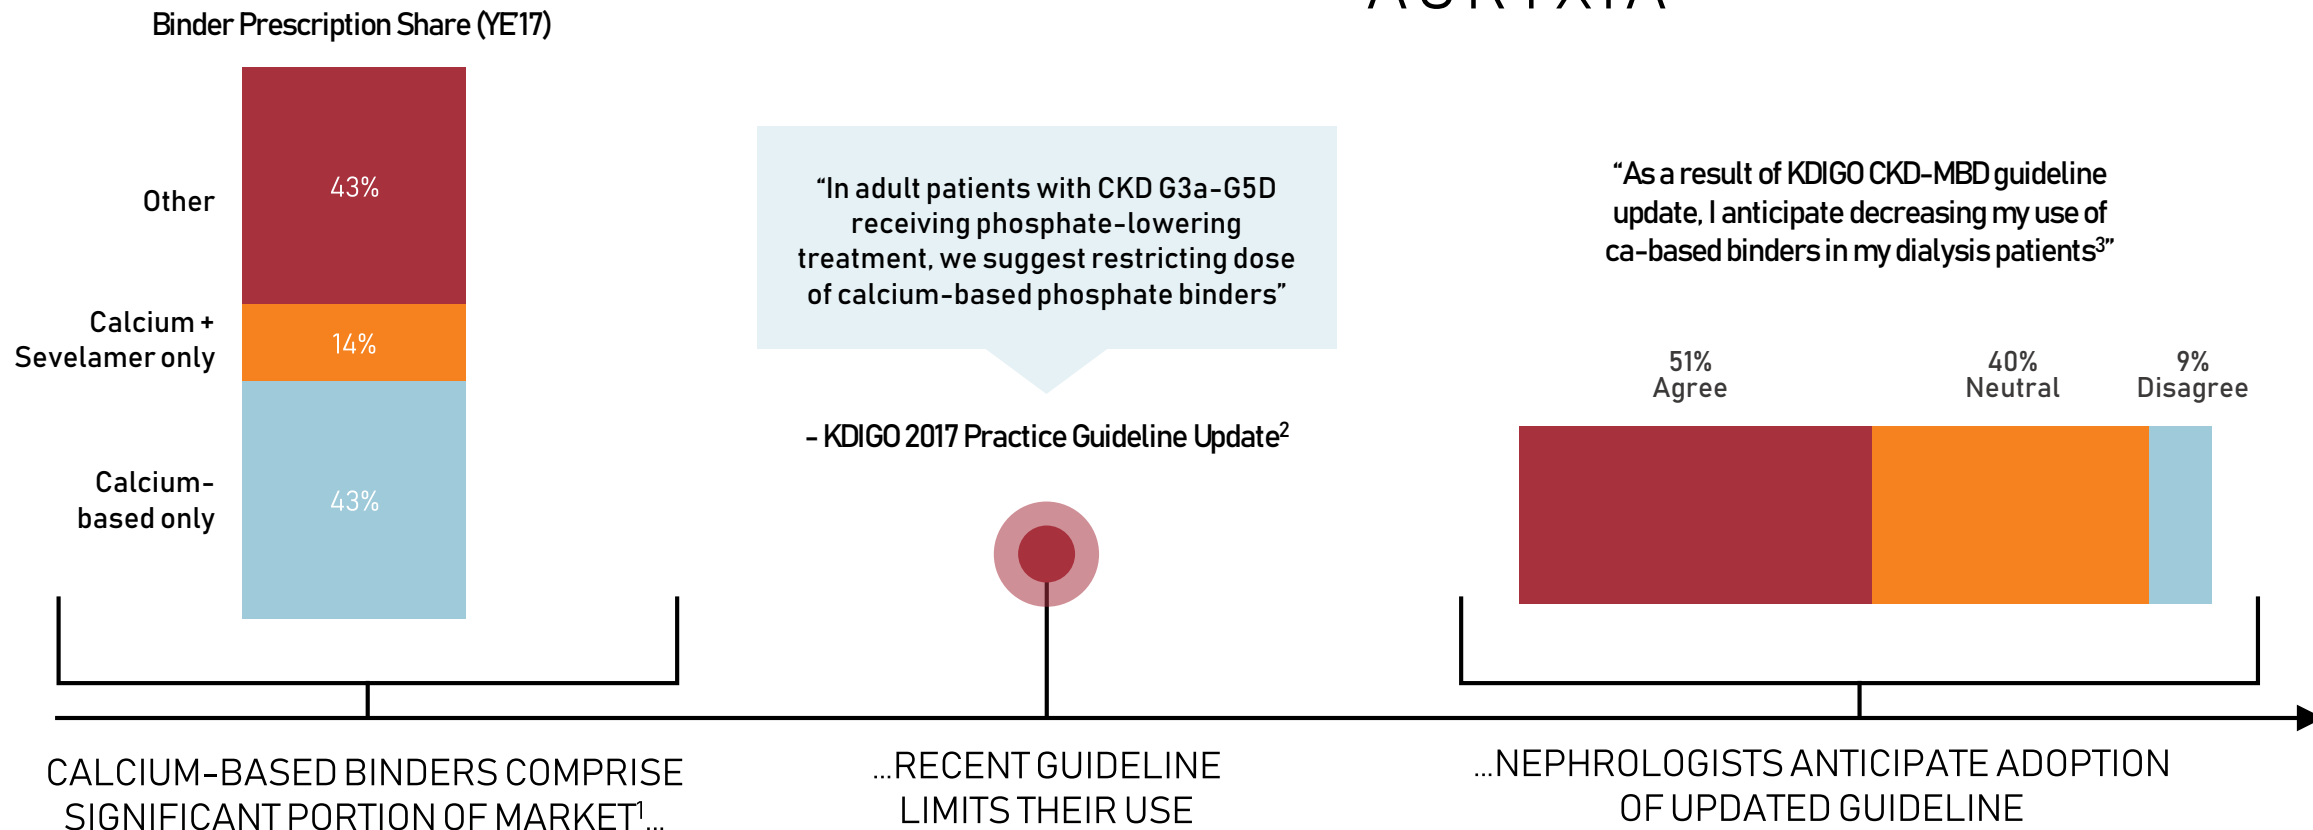 Binder Prescription Share (YE'17)
Other
43%
Calcium +
Sevelamer only
14%
Calcium-
based only
43%
CALCIUM-BASED BINDERS COMPRISE
SIGNIFICANT PORTION OF MARKET¹...
“In adult patients with CKD G3a-G5D
receiving phosphate-lowering
treatment, we suggest restricting dose
of calcium-based phosphate binders”
- KDIGO 2017 Practice Guideline Update²
...RECENT GUIDELINE
LIMITS THEIR USE
“As a result of KDIGO CKD-MBD guideline
update, I anticipate decreasing my use of
ca-based binders in my dialysis patients³”
51%
Agree
40%
Neutral
9%
Disagree
...NEPHROLOGISTS ANTICIPATE ADOPTION
OF UPDATED GUIDELINE